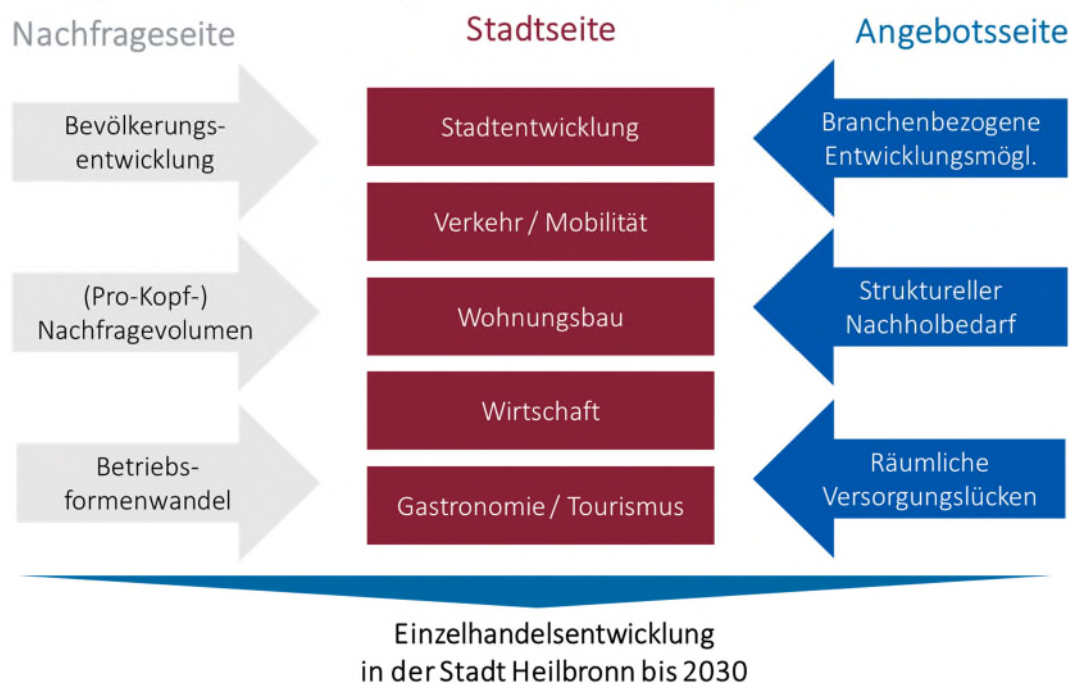 Nachfrageseite
Bevölkerungs-
entwicklung
(Pro-Kopf-)
Nachfragevolumen
Betriebs-
formenwandel
Stadtseite
Stadtentwicklung
Verkehr / Mobilität
Wohnungsbau
Wirtschaft
Gastronomie / Tourismus
Angebotsseite
Branchenbezogene
Entwicklungsmögl.
Struktureller
Nachholbedarf
Räumliche
Versorgungslücken
Einzelhandelsentwicklung
in der Stadt Heilbronn bis 2030